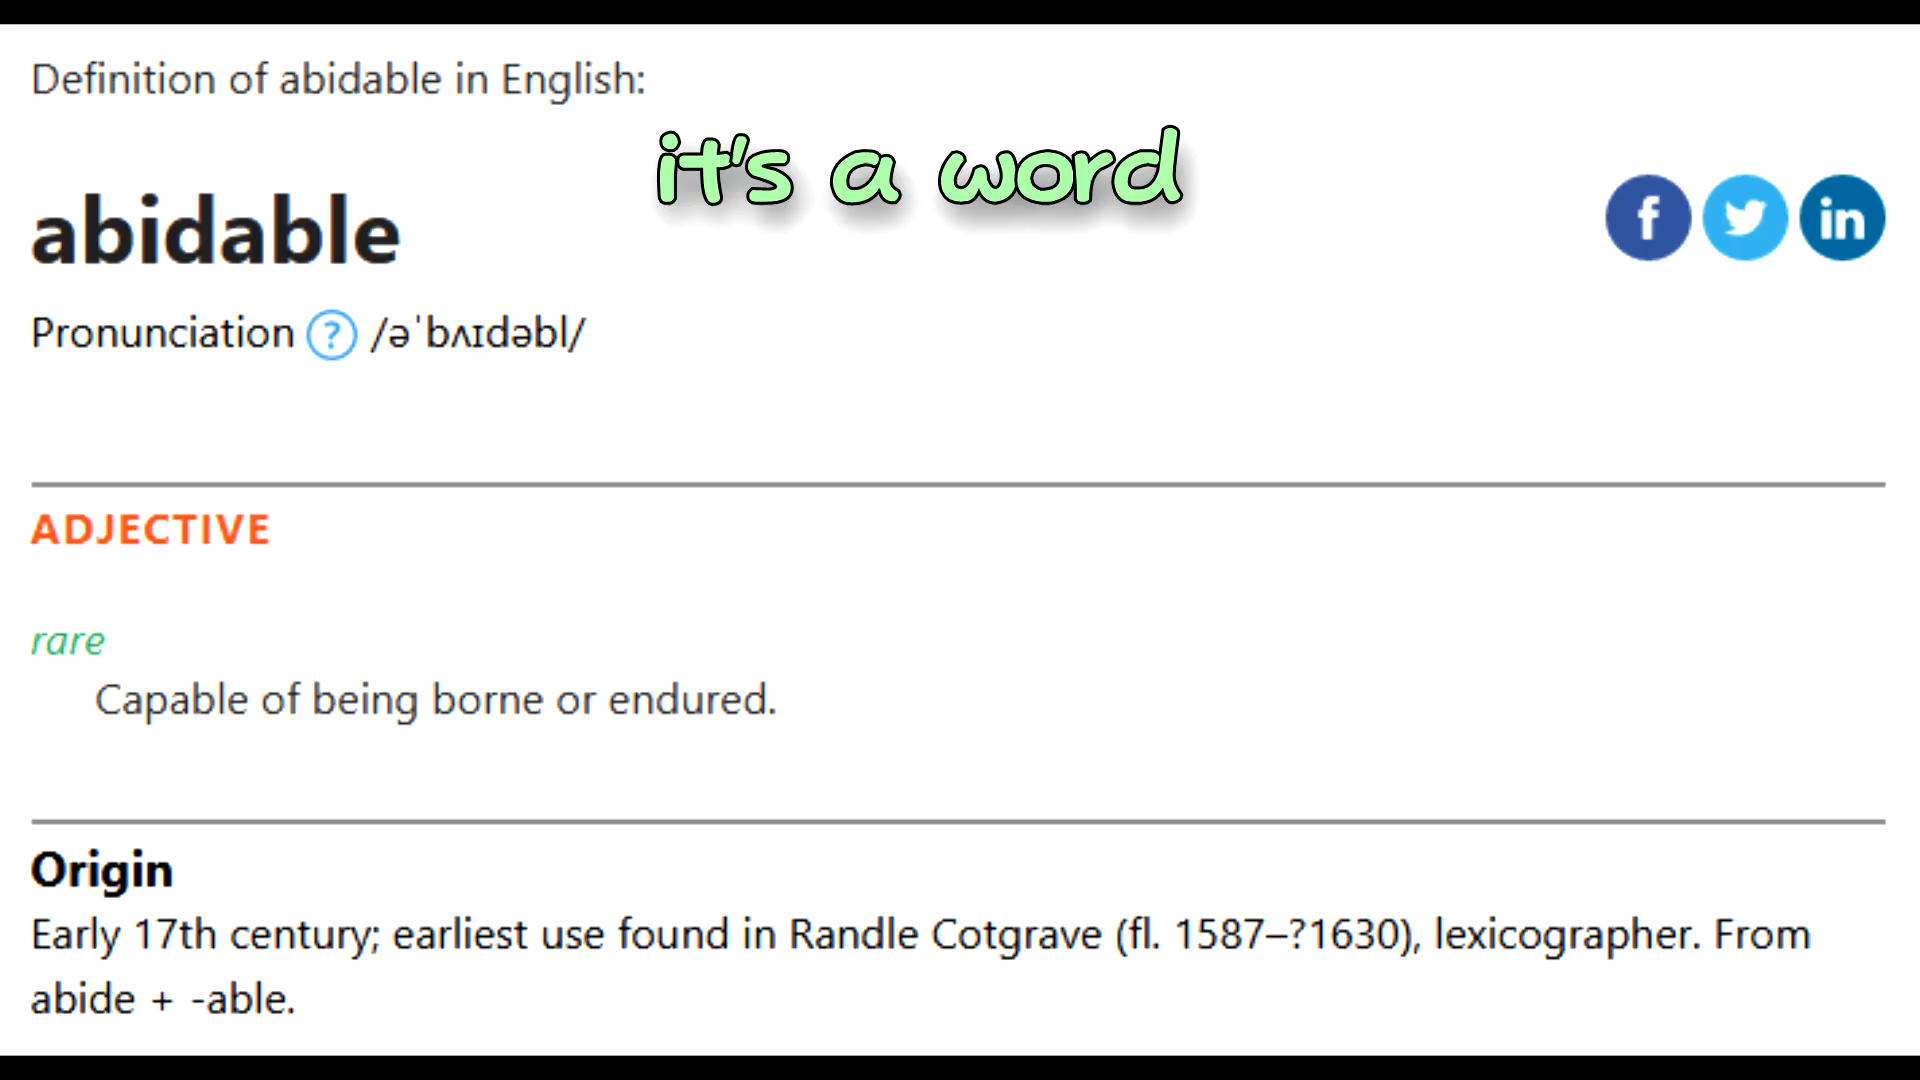 Definition of abidable in English:
it's a word
abidable
f in
Pronunciation ? /əˈbʌɪdəbl/
ADJECTIVE
rare
Capable of being borne or endured.
Origin
Early 17th century; earliest use found in Randle Cotgrave (fl. 1587–?1630), lexicographer. From
abide + -able.